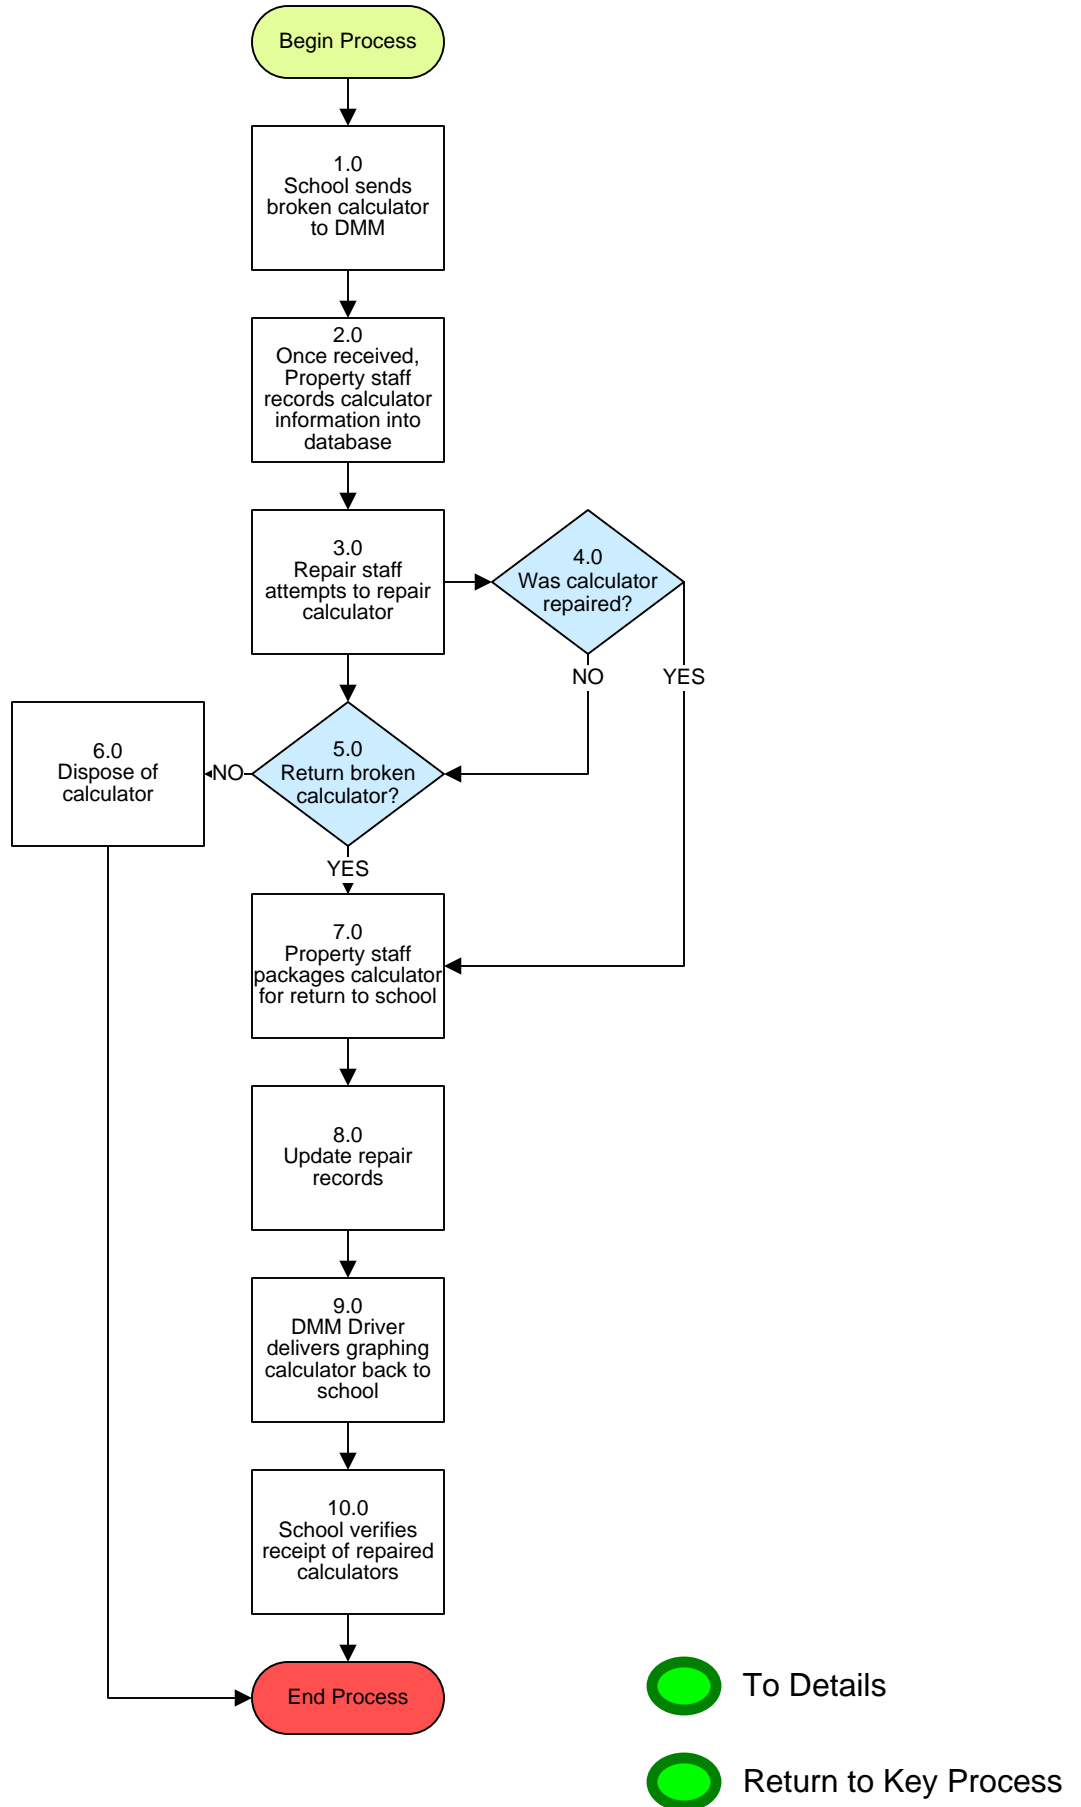 Begin Process
1.0
School sends
broken calculator
to DMM
2.0
Once received,
Property staff
records calculator
information into
database
3.0
Repair staff
attempts to repair
calculator
4.0
Was calculator
repaired?
NO
YES
5.0
Return broken
calculator?
NO
6.0
Dispose of
calculator
YES
7.0
Property staff
packages calculator
for return to school
8.0
Update repair
records
9.0
DMM Driver
delivers graphing
calculator back to
school
10.0
School verifies
receipt of repaired
calculators
End Process
To Details
Return to Key Process